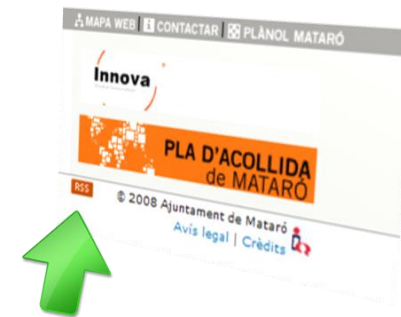 MAPA WEB | CONTACTAR | PLÀNOL MATARÓ
Innova
PLA D'ACOLLIDA
de MATARÓ
RSS
© 2008 Ajuntament de Mataró
Avís legal | Crèdits